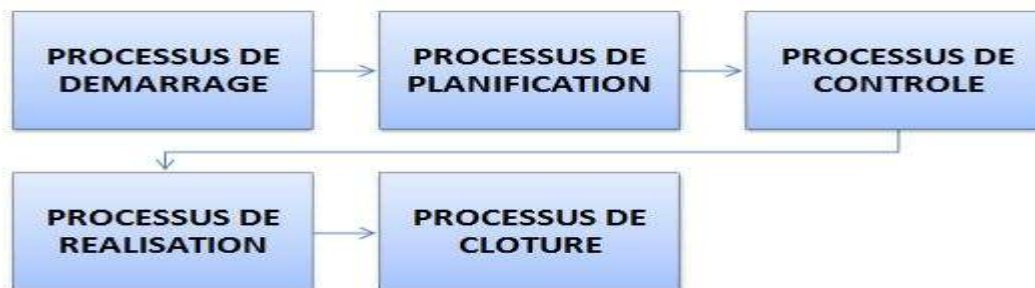 PROCESSUS DE
DEMARRAGE
PROCESSUS DE
PLANIFICATION
PROCESSUS DE
CONTROLE
PROCESSUS DE
REALISATION
PROCESSUS DE
CLOTURE